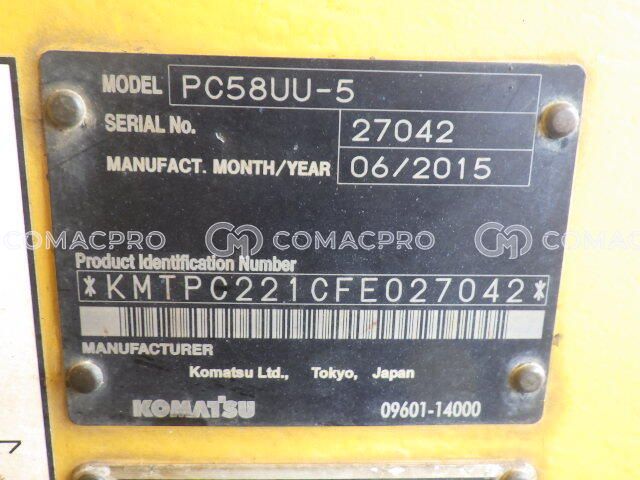 MODEL PC58UU-5
SERIAL No. 27042
MANUFACT. MONTH/YEAR 06/2015
COMACPRO COMACPRO COMACPRO
Product Identification Number
*KMTPC221CFE027042*
MANUFACTURER
Komatsu Ltd., Tokyo, Japan
KOMATSU 09601-14000